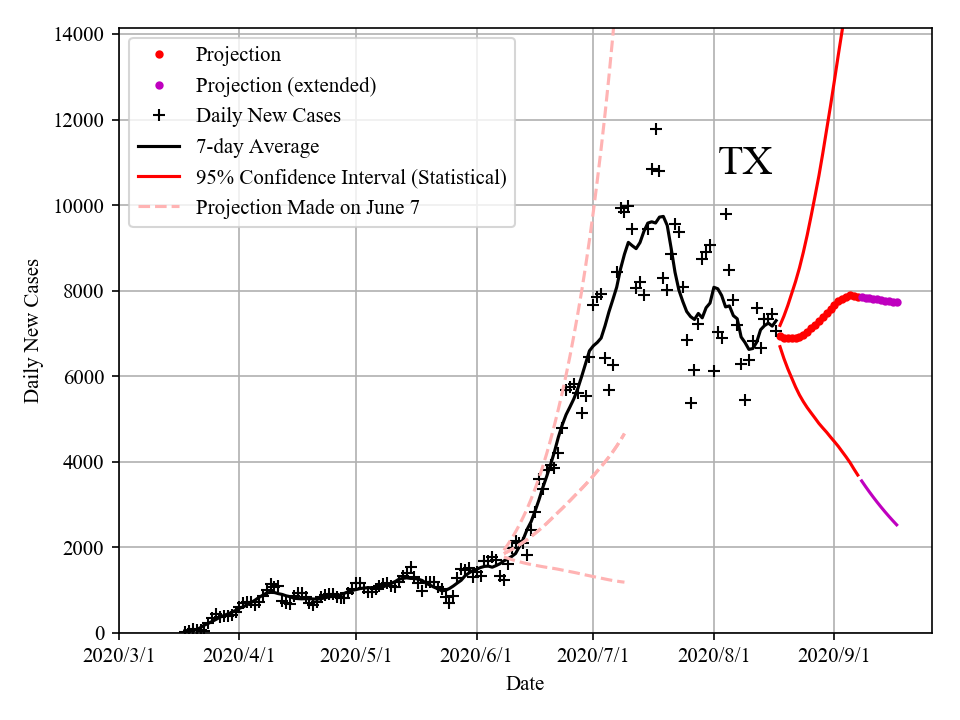 14000
12000
10000
8000
6000
4000
2000
0
Daily New Cases
Projection
Projection (extended)
Daily New Cases
7-day Average
95% Confidence Interval (Statistical)
Projection Made on June 7
TX
2020/3/1 2020/4/1 2020/5/1 2020/6/1 2020/7/1 2020/8/1 2020/9/1
Date